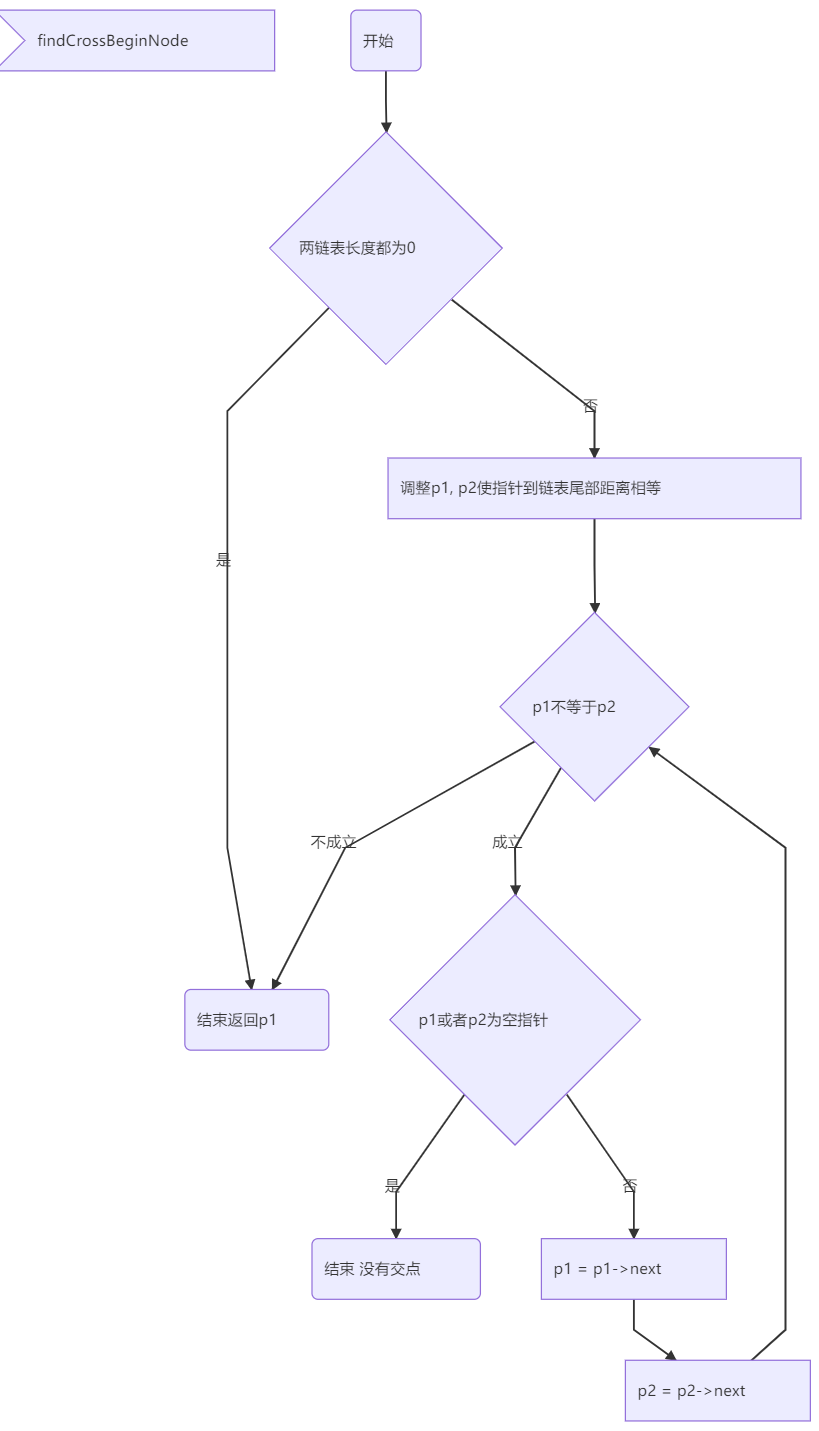 findCrossBeginNode
开始
两链表长度都为0
否
调整p1, p2使指针到链表尾部距离相等
是
p1不等于p2
不成立
成立
结束返回p1
p1或者p2为空指针
是
否
结束 没有交点
p1 = p1->next
p2 = p2->next